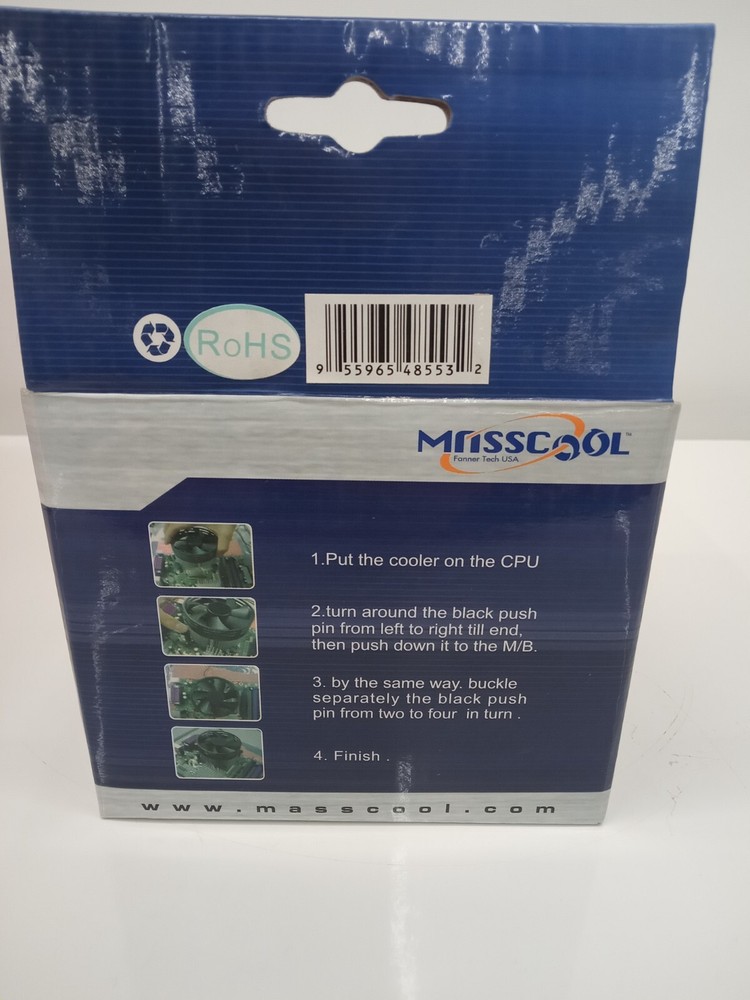 RoHS
9 55965 48553 2
MASSCOOL™
Fanner Tech USA
1.Put the cooler on the CPU
2.turn around the black push
pin from left to right till end,
then push down it to the M/B.
3. by the same way. buckle
separately the black push
pin from two to four in turn .
4. Finish .
www.masscool.com